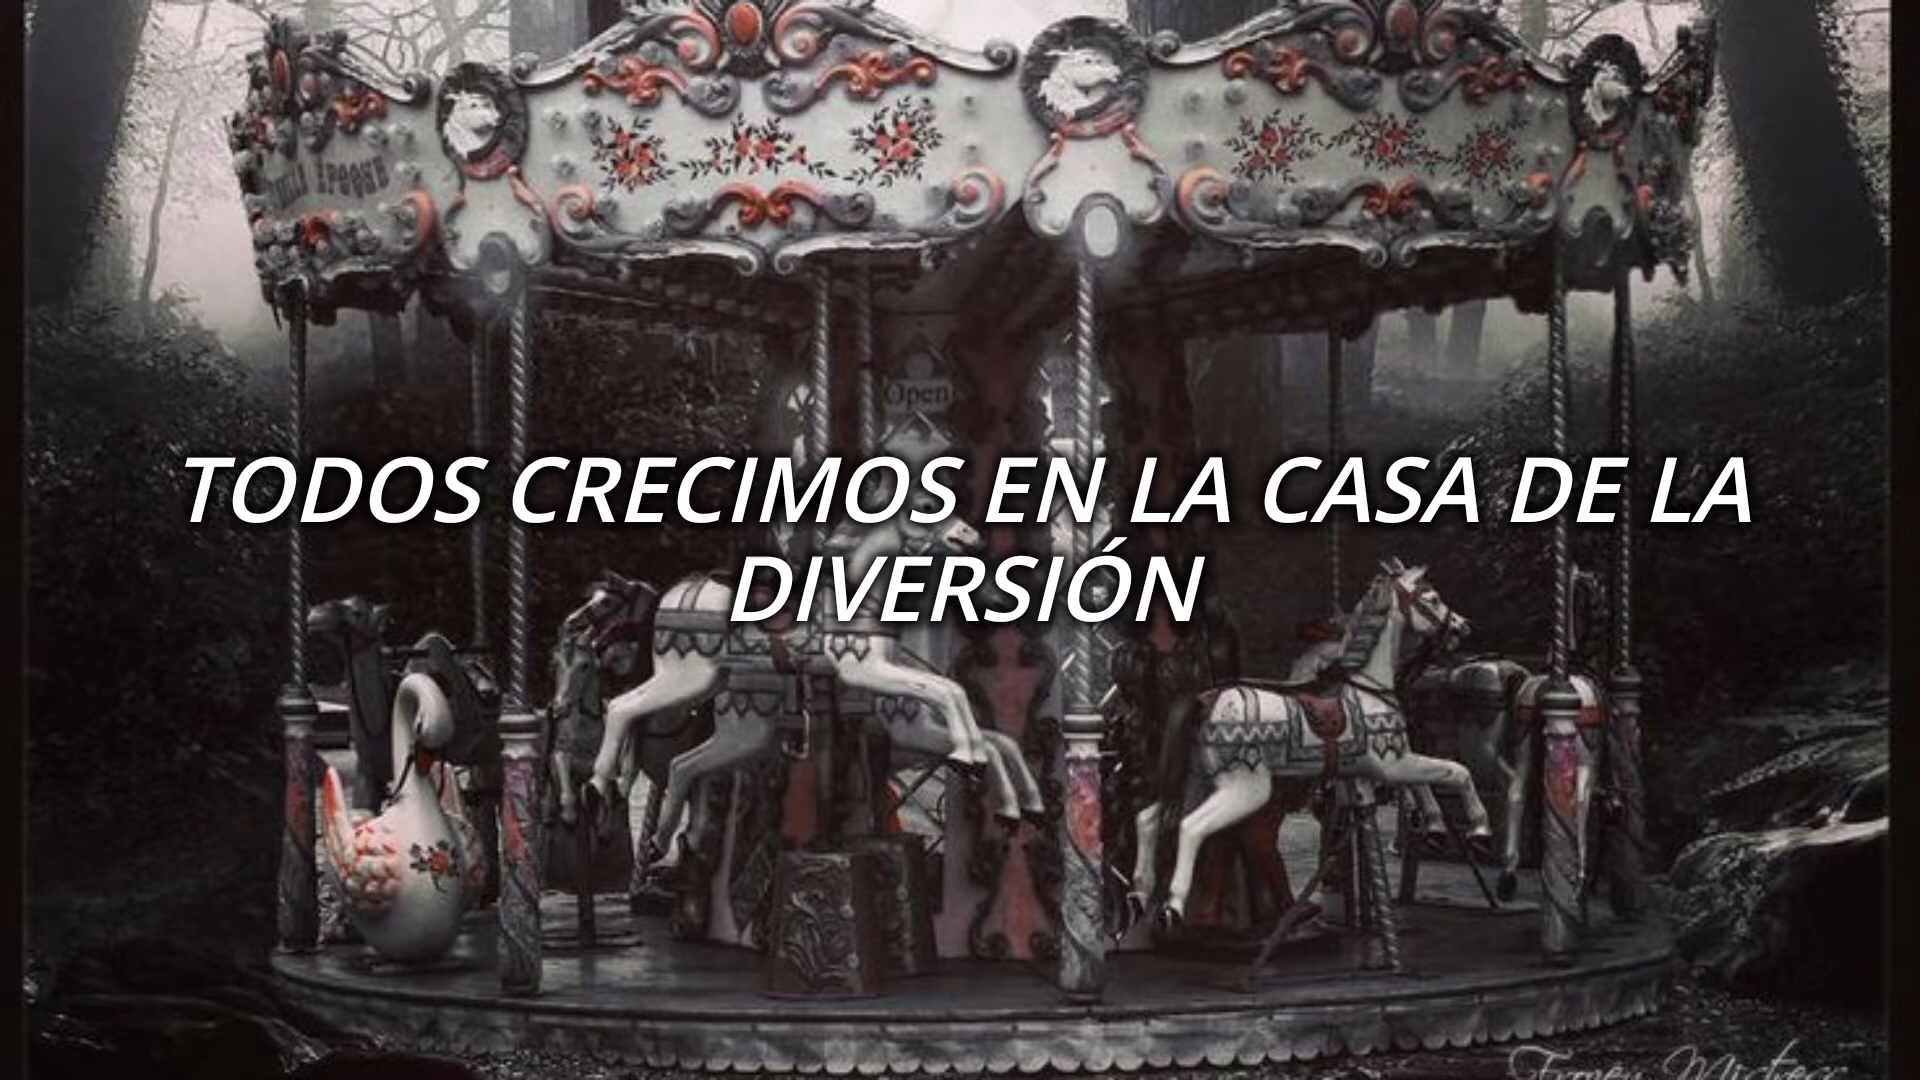 Open
TODOS CRECIMOS EN LA CASA DE LA
DIVERSIÓN